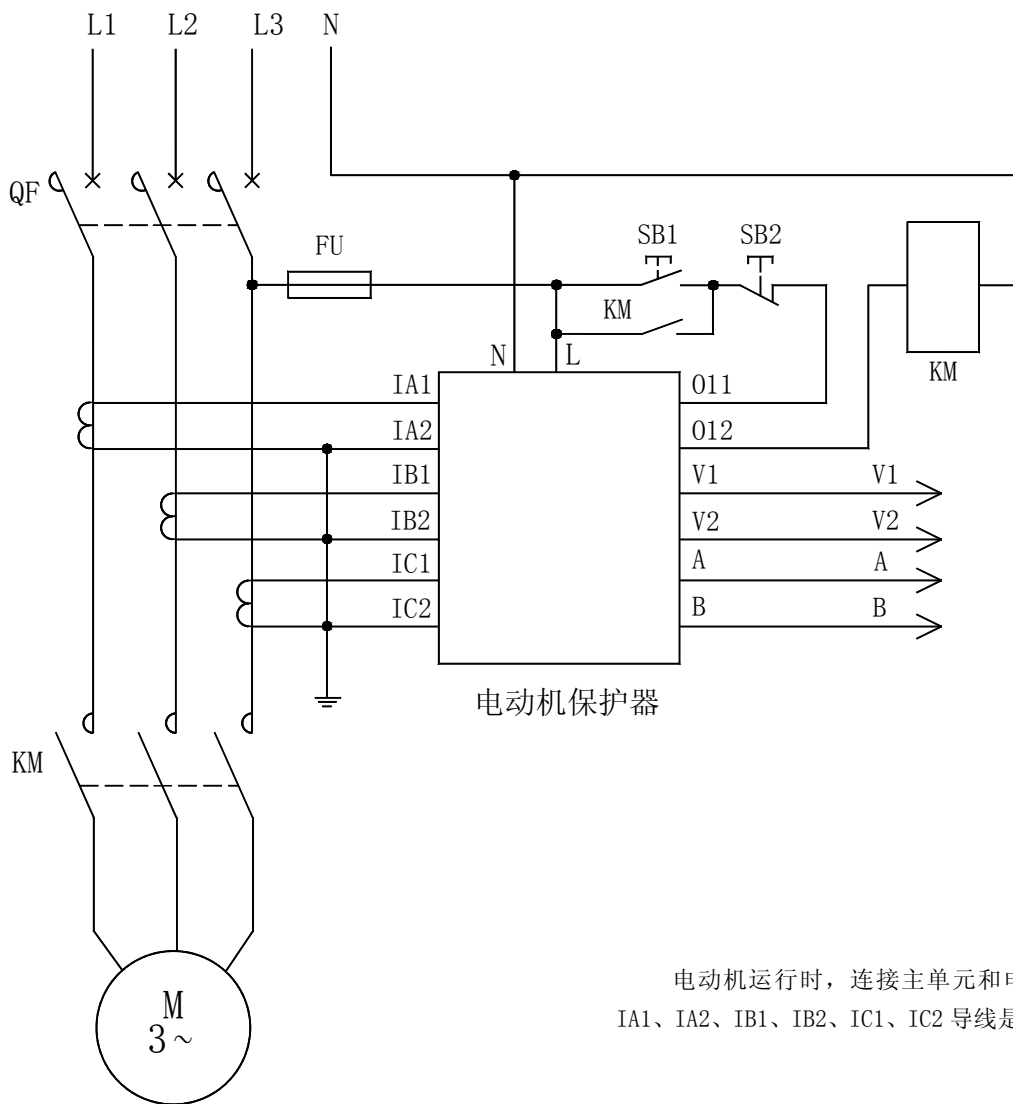 L1 L2 L3 N
QF
FU
SB1 SB2
KM
KM
N L
IA1 O11
IA2 O12
IB1 V1 V1
IB2 V2 V2
IC1 A A
IC2 B B
电动机保护器
KM
电动机运行时，连接主单元和电
IA1、IA2、IB1、IB2、IC1、IC2 导线是
M
3~